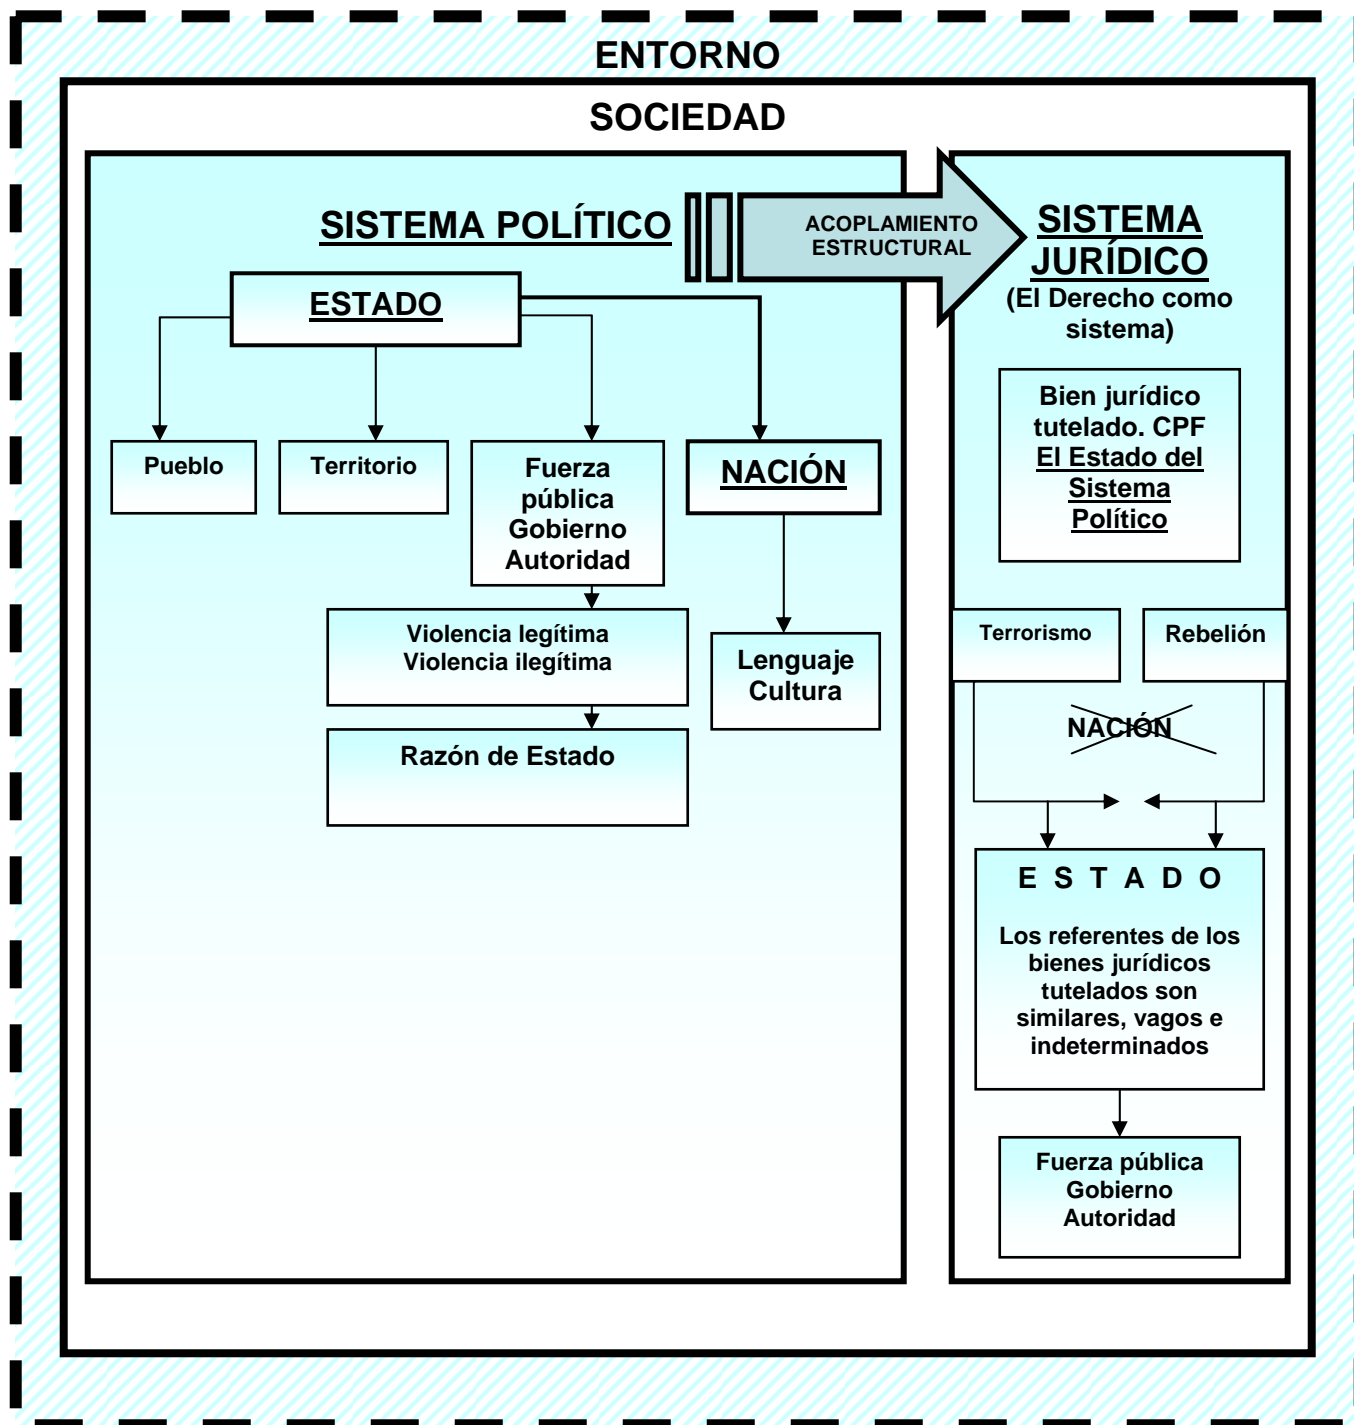 ENTORNO
SOCIEDAD
SISTEMA POLÍTICO
ACOPLAMIENTO
ESTRUCTURAL
SISTEMA
JURÍDICO
(El Derecho como
sistema)
ESTADO
Pueblo
Territorio
Fuerza
pública
Gobierno
Autoridad
NACIÓN
Violencia legítima
Violencia ilegítima
Razón de Estado
Lenguaje
Cultura
Bien jurídico
tutelado. CPF
El Estado del
Sistema
Político
Terrorismo
Rebelión
NACIÓN
E S T A D O
Los referentes de los
bienes jurídicos
tutelados son
similares, vagos e
indeterminados
Fuerza pública
Gobierno
Autoridad